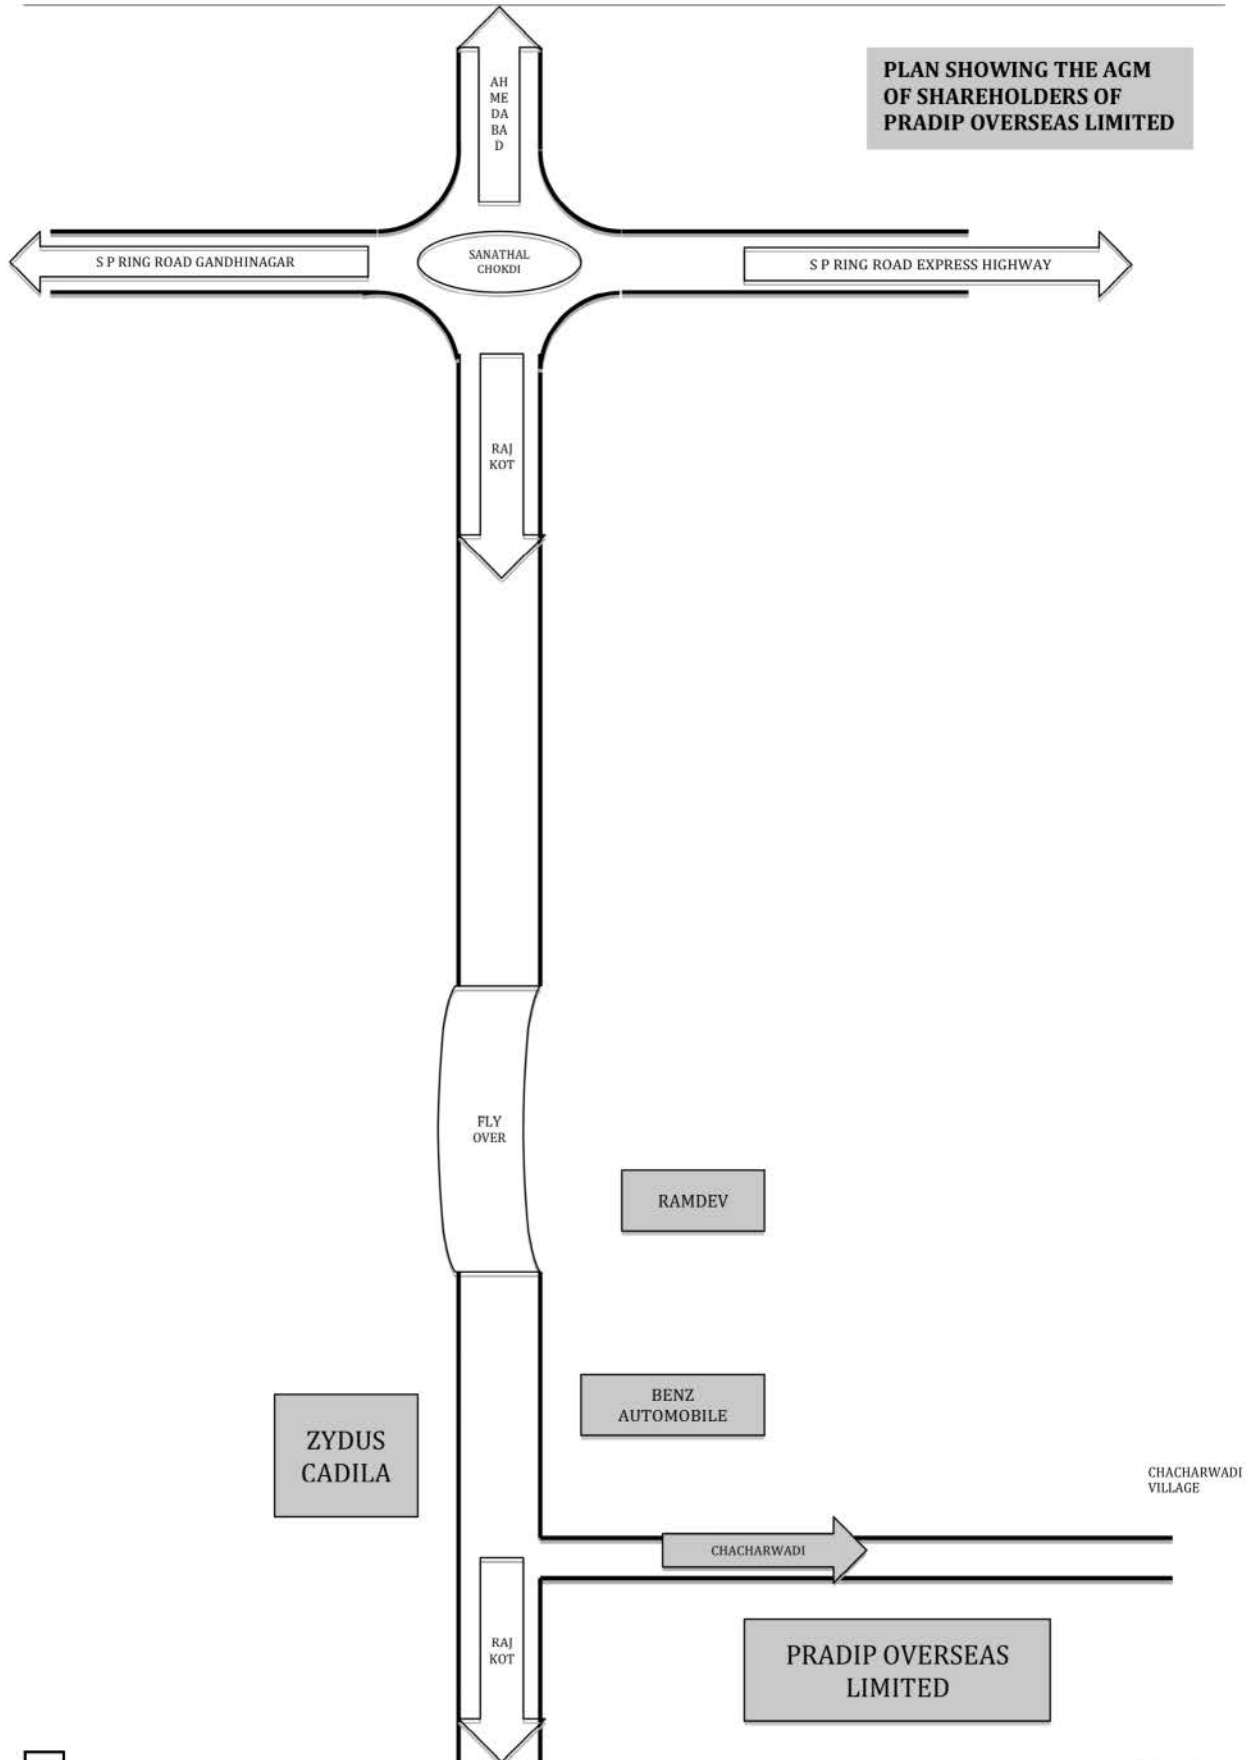 PLAN SHOWING THE AGM
OF SHAREHOLDERS OF
PRADIP OVERSEAS LIMITED
AH
ME
DA
BA
D
S P RING ROAD GANDHINAGAR
SANATHAL
CHOKDI
S P RING ROAD EXPRESS HIGHWAY
RAJ
KOT
FLY
OVER
RAMDEV
BENZ
AUTOMOBILE
ZYDUS
CADILA
CHACHARWADI
VILLAGE
CHACHARWADI
RAJ
KOT
PRADIP OVERSEAS
LIMITED